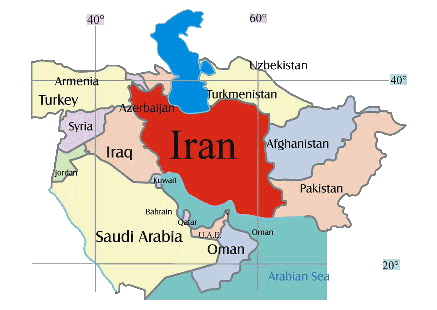 40°
60°
Uzbekistan
Armenia
40°
Turkey
Turkmenistan
Azerbaijan
Syria
Iran
Iraq
Afghanistan
Jordan
Kuwait
Pakistan
Bahrain
Qatar
Saudi Arabia
U.A.E.
Oman
Oman
20°
Arabian Sea